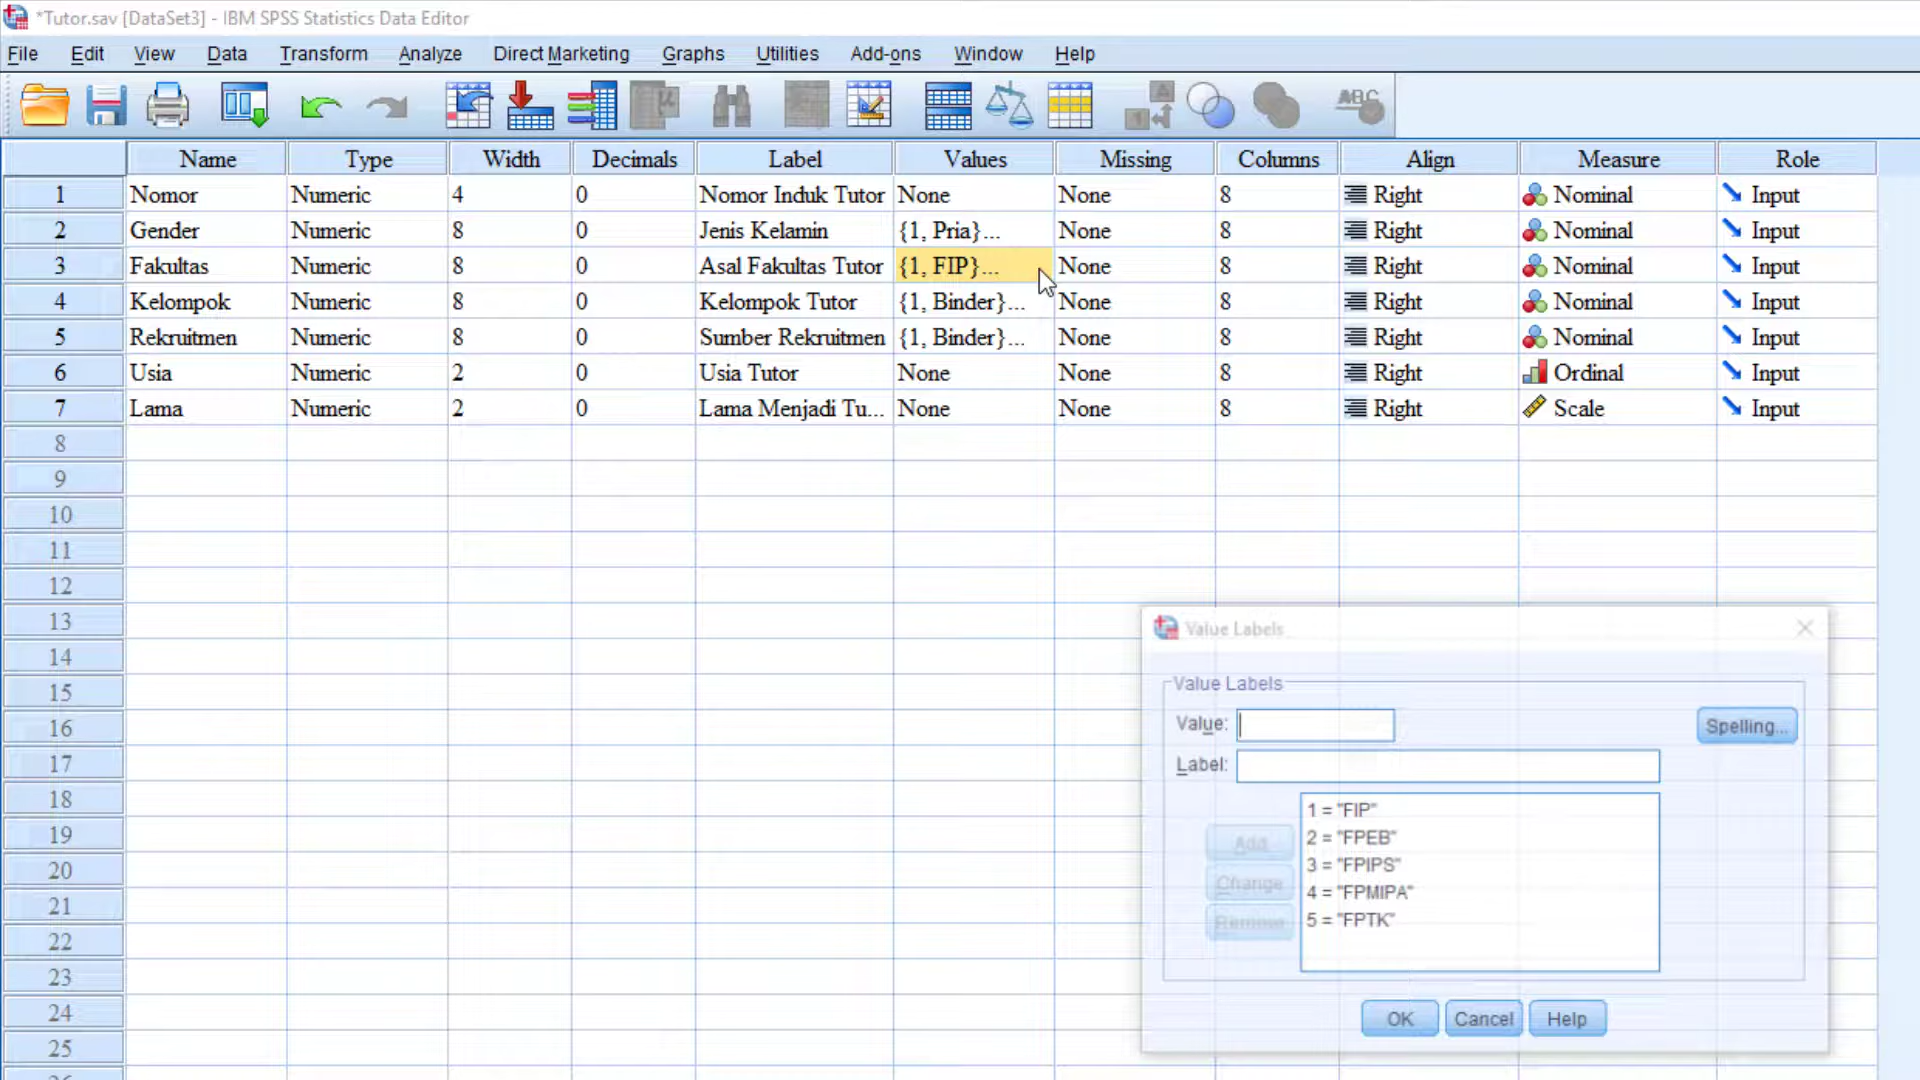 *Tutor.sav [DataSet3] - IBM SPSS Statistics Data Editor
File Edit View Data Transform Analyze Direct Marketing Graphs Utilities Add-ons Window Help
Name Type Width Decimals Label Values Missing Columns Align Measure Role
1 Nomor Numeric 4 0 Nomor Induk Tutor None None 8 Right Nominal Input
2 Gender Numeric 8 0 Jenis Kelamin {1, Pria}... None 8 Right Nominal Input
3 Fakultas Numeric 8 0 Asal Fakultas Tutor {1, FIP}... None 8 Right Nominal Input
4 Kelompok Numeric 8 0 Kelompok Tutor {1, Binder}... None 8 Right Nominal Input
5 Rekruitmen Numeric 8 0 Sumber Rekruitmen {1, Binder}... None 8 Right Nominal Input
6 Usia Numeric 2 0 Usia Tutor None None 8 Right Ordinal Input
7 Lama Numeric 2 0 Lama Menjadi Tu... None None 8 Right Scale Input
8
9
10
11
12
13
14
15
16
17
18
19
20
21
22
23
24
25
Value Labels
Value Labels
Value:
Spelling...
Label:
1 = "FIP"
2 = "FPEB"
3 = "FPIPS"
4 = "FPMIPA"
5 = "FPTK"
Add
Change
Remove
OK Cancel Help